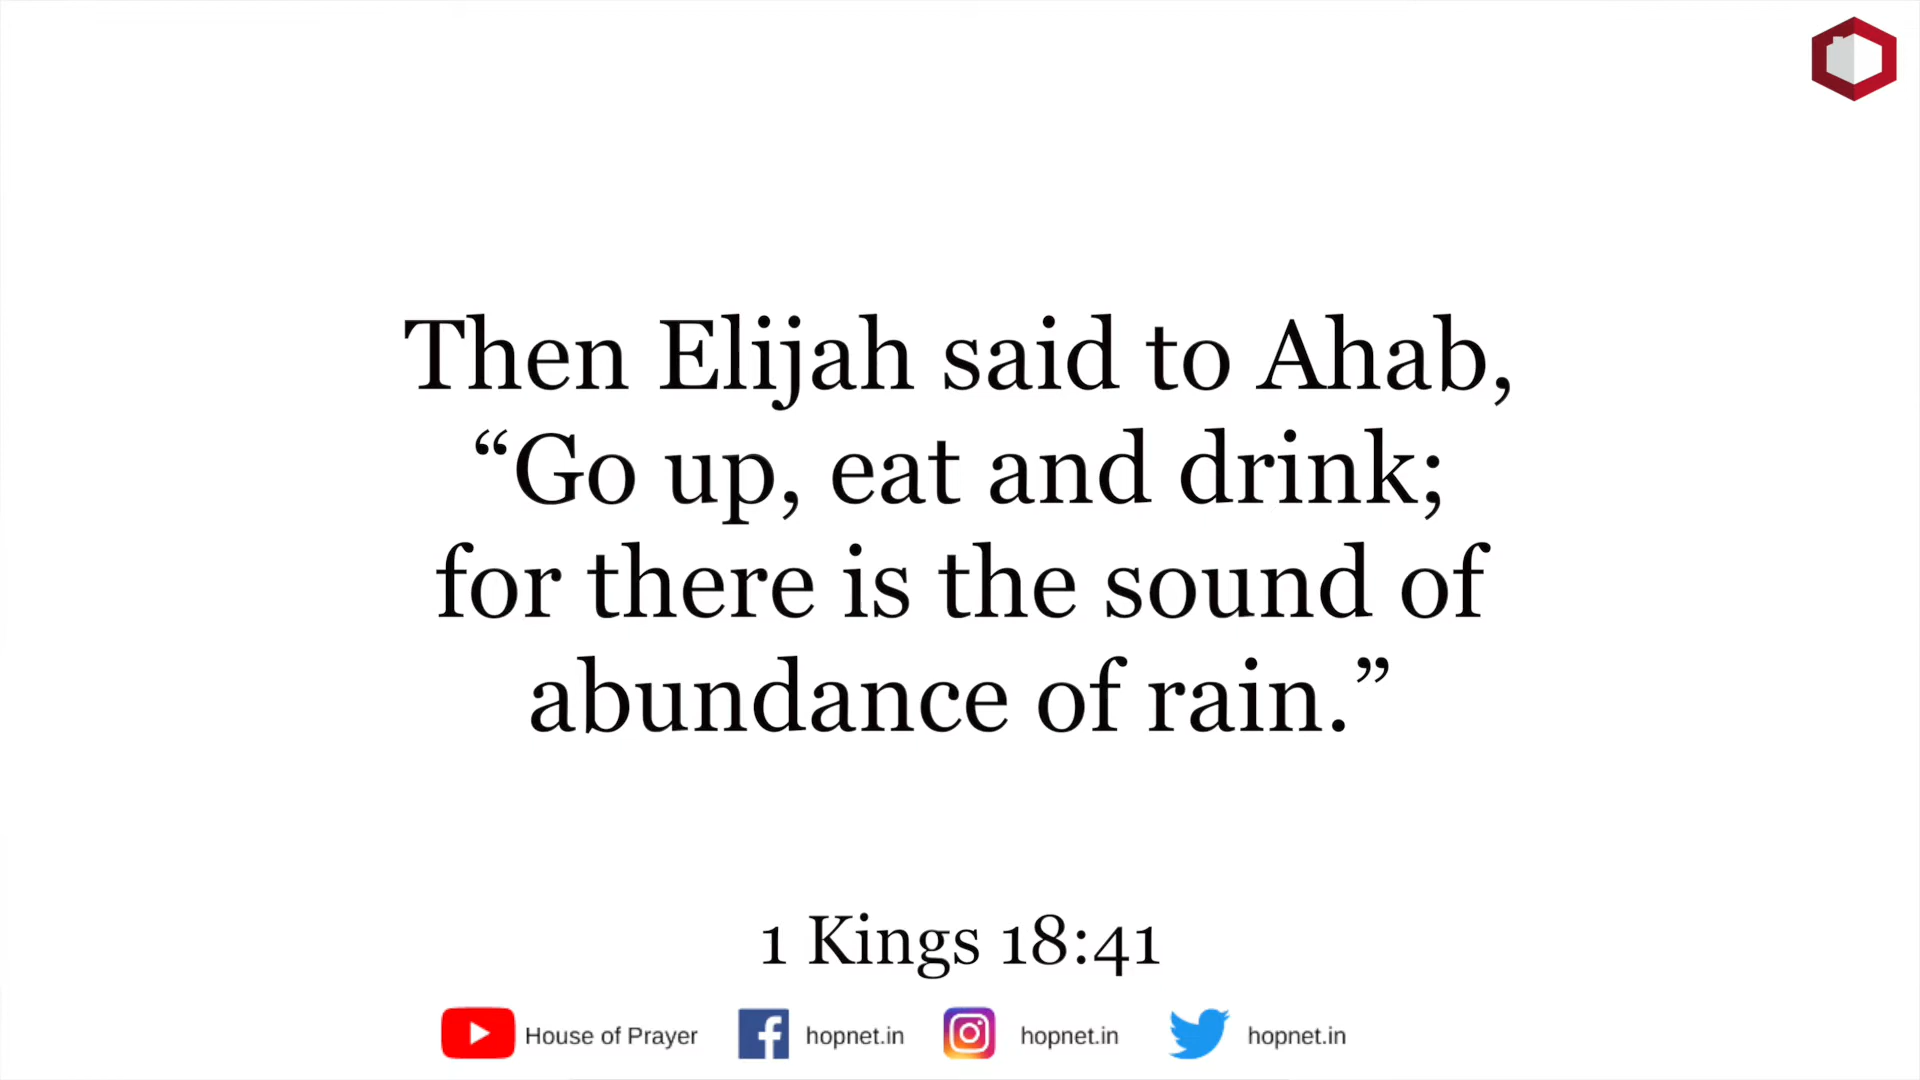 Then Elijah said to Ahab,
“Go up, eat and drink;
for there is the sound of
abundance of rain.”
1 Kings 18:41
House of Prayer hopnet.in hopnet.in hopnet.in